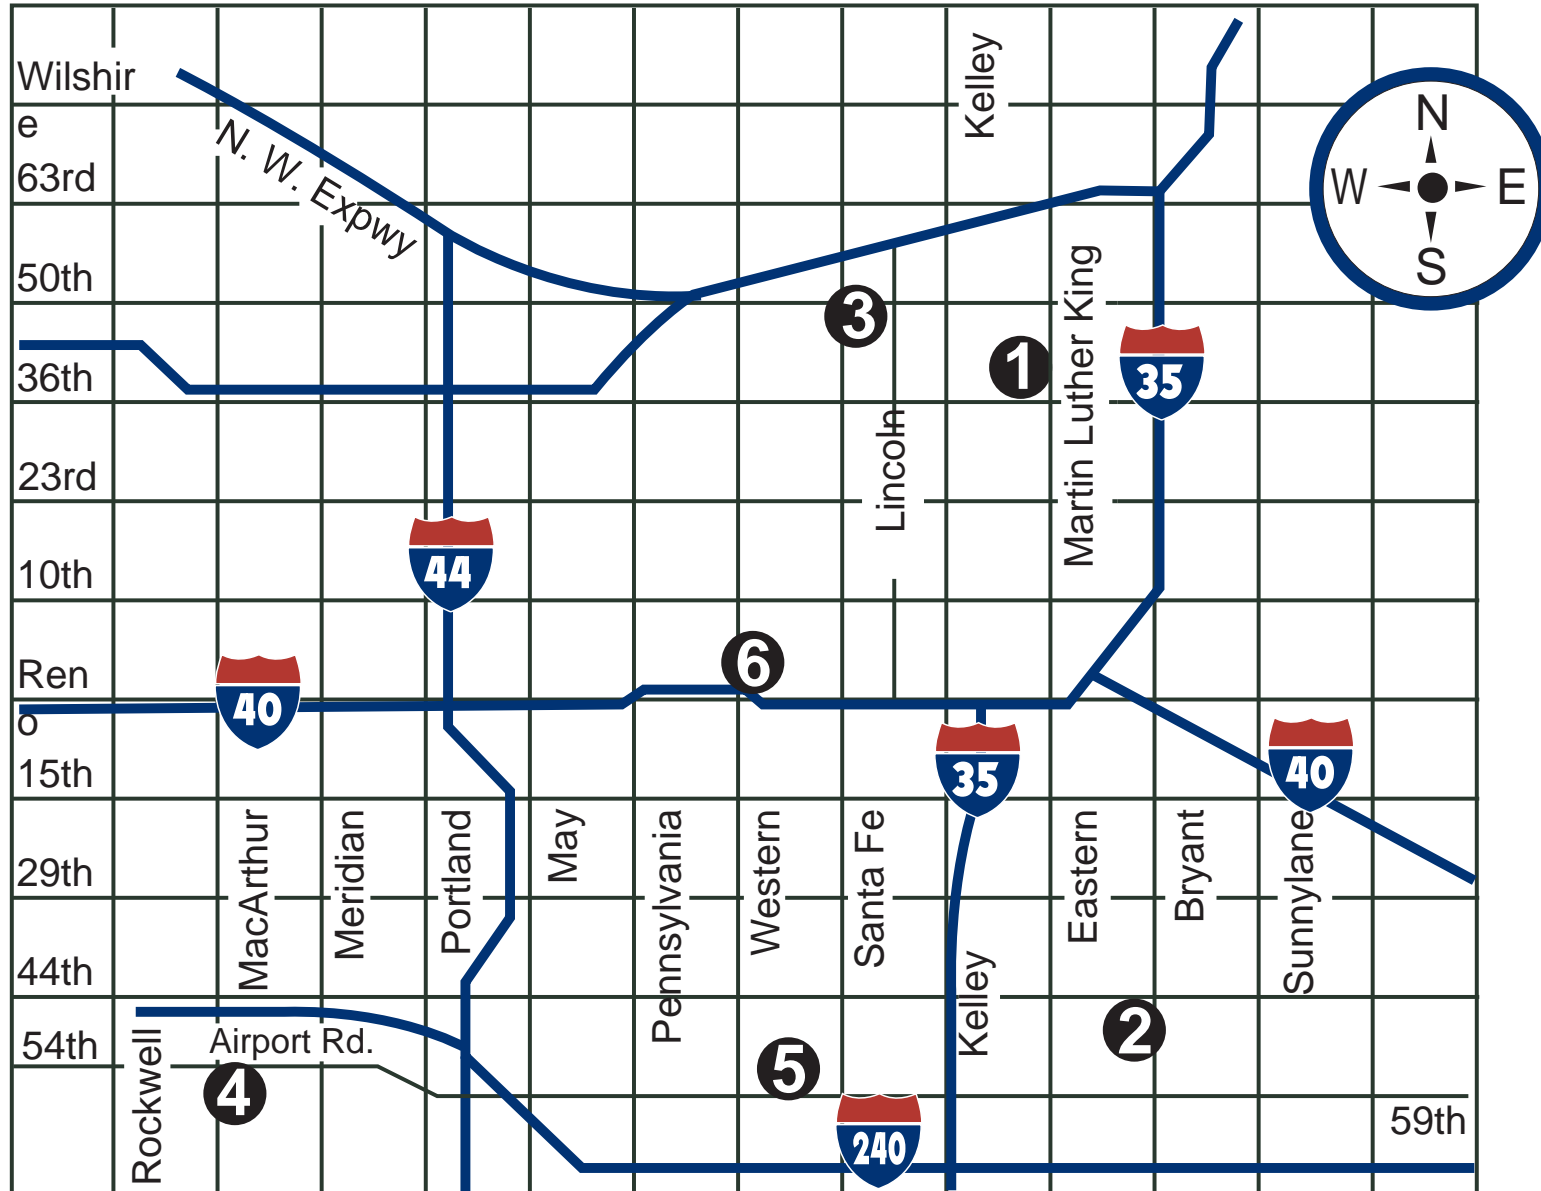 Wilshir
e
63rd
50th
36th
23rd
10th
Ren
o
15th
29th
44th
54th
N. W. Expwy
Kelley
N
W
E
S
3
1
Martin Luther King
35
Lincoln
44
6
40
35
40
MacArthur
Meridian
Portland
May
Pennsylvania
Western
Santa Fe
Kelley
Eastern
Bryant
Sunnylane
Airport Rd.
Rockwell
4
5
2
240
59th